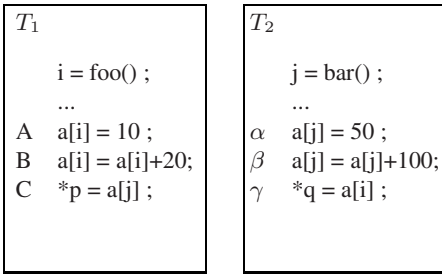 T₁
i = foo() ;
...
A a[i] = 10 ;
B a[i] = a[i]+20;
C *p = a[j] ;
T₂
j = bar() ;
...
α a[j] = 50 ;
β a[j] = a[j]+100;
γ *q = a[i] ;